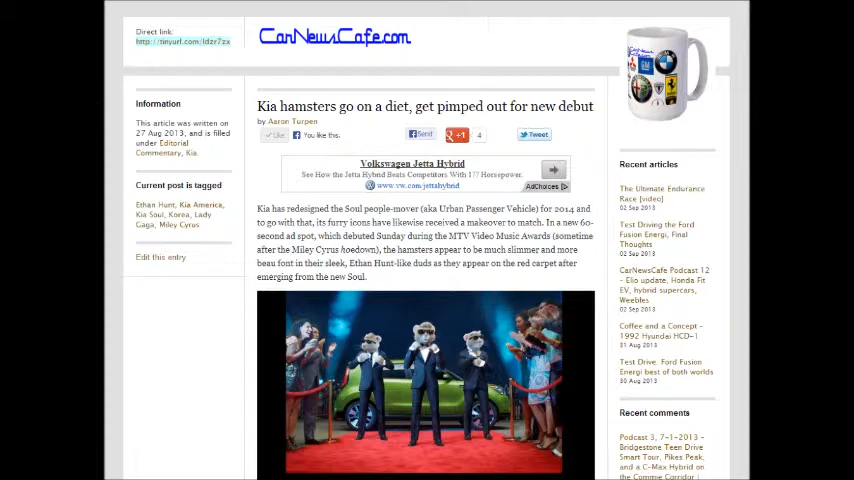 Direct link:
http://tinyurl.com/ldzr7zx
CarNewsCafe.com
Information
This article was written on
27 Aug 2013, and is filled
under Editorial
Commentary, Kia.
Current post is tagged
Ethan Hunt, Kia America,
Kia Soul, Korea, Lady
Gaga, Miley Cyrus
Edit this entry
Kia hamsters go on a diet, get pimped out for new debut
by Aaron Turpen
Like
You like this.
Send
+1
4
Tweet
Volkswagen Jetta Hybrid
See How the Jetta Hybrid Beats Competitors With 177 Horsepower.
www.vw.com/jettahybrid
AdChoices
Kia has redesigned the Soul people-mover (aka Urban Passenger Vehicle) for 2014 and
to go with that, its furry icons have likewise received a makeover to match. In a new 60-
second ad spot, which debuted Sunday during the MTV Video Music Awards (sometime
after the Miley Cyrus hoedown), the hamsters appear to be much slimmer and more
beau font in their sleek, Ethan Hunt-like duds as they appear on the red carpet after
emerging from the new Soul.
Recent articles
The Ultimate Endurance
Race [video]
02 Sep 2013
Test Driving the Ford
Fusion Energi, Final
Thoughts
02 Sep 2013
CarNewsCafe Podcast 12
- Elio update, Honda Fit
EV, hybrid supercars,
Weebles
02 Sep 2013
Coffee and a Concept -
1992 Hyundai HCD-1
31 Aug 2013
Test Drive: Ford Fusion
Energi best of both worlds
30 Aug 2013
Recent comments
Podcast 3, 7-1-2013 -
Bridgestone Teen Drive
Smart Tour, Pikes Peak,
and a C-Max Hybrid on
the Comme Corridor |